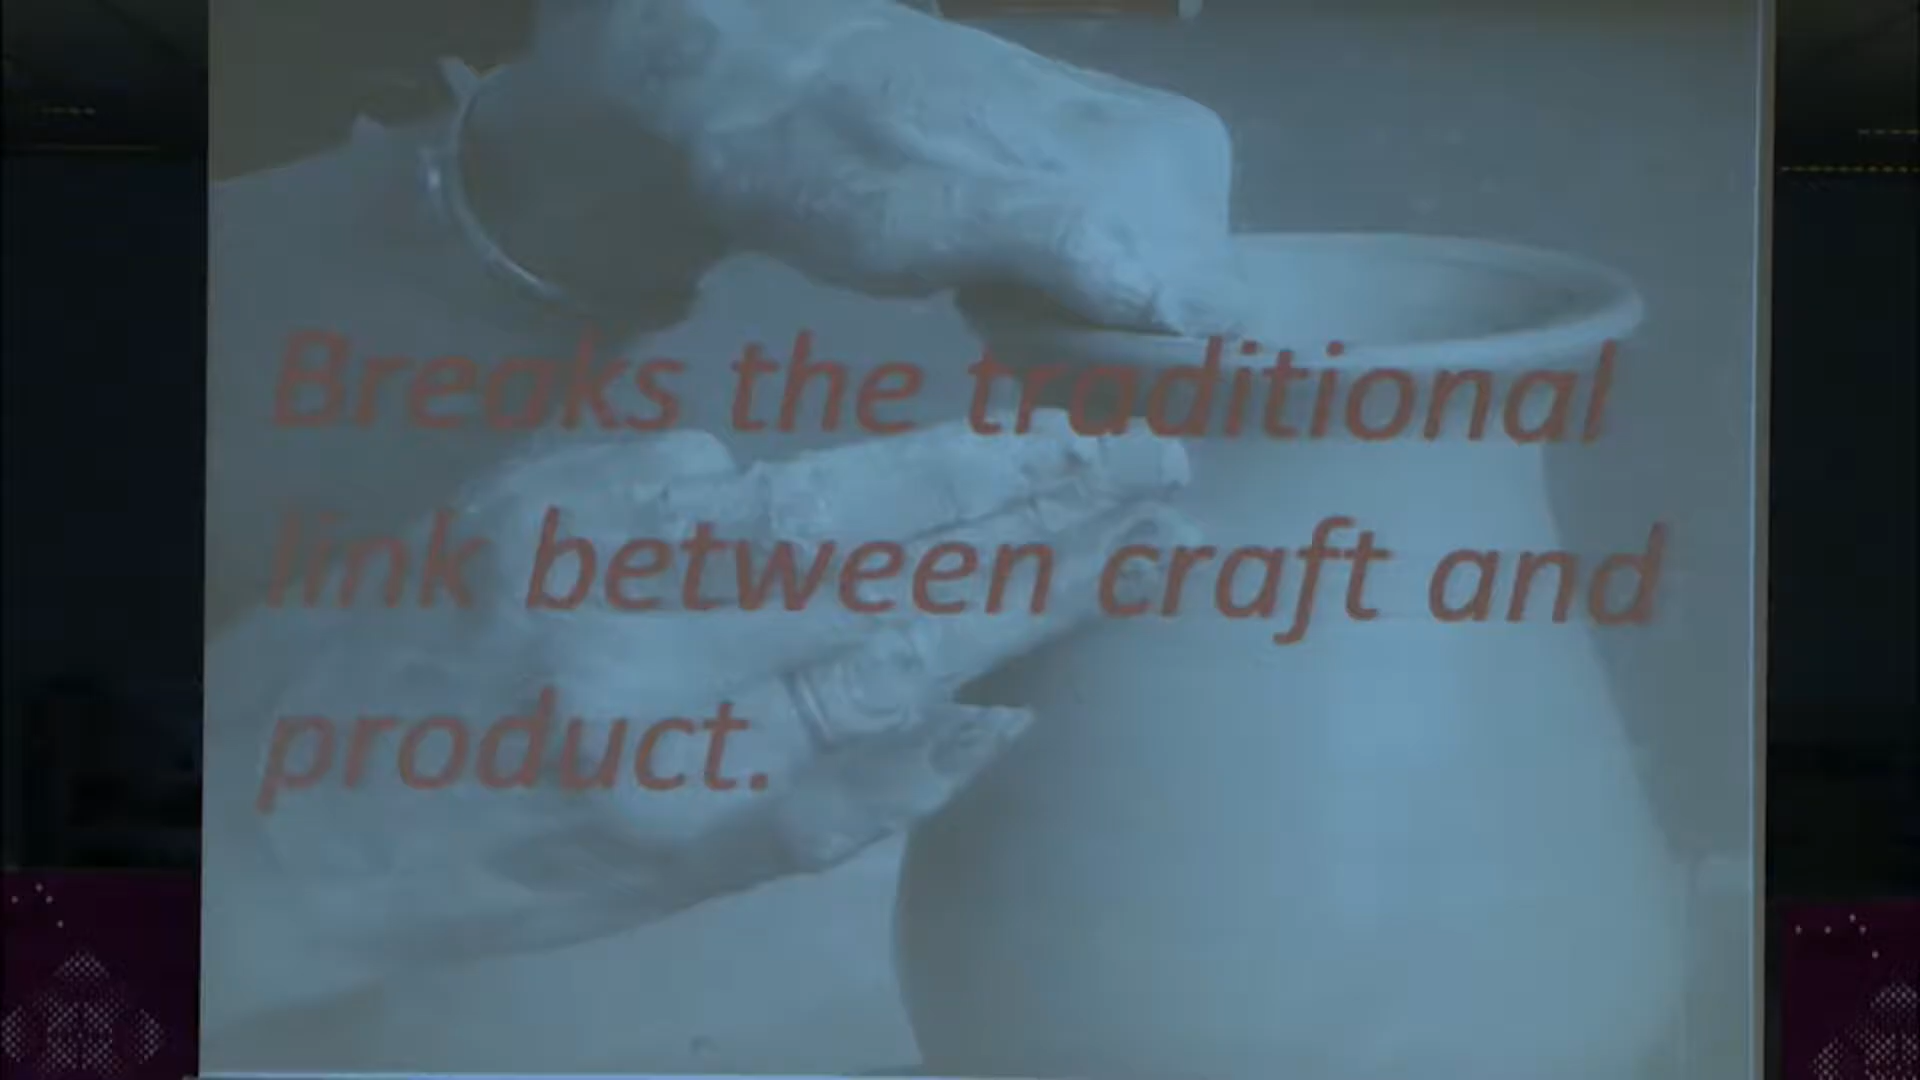 Breaks the traditional
link between craft and
product.